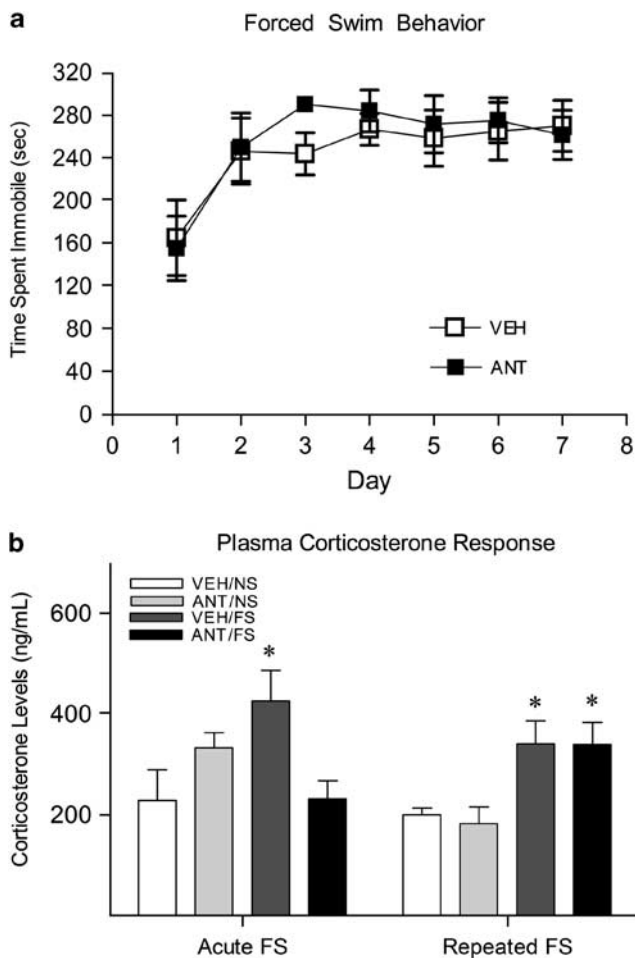 a
Forced Swim Behavior
Time Spent Immobile (sec)
320
280
240
200
160
120
80
40
0
VEH
ANT
0 1 2 3 4 5 6 7 8
Day
b
Plasma Corticosterone Response
Corticosterone Levels (ng/mL)
VEH/NS
ANT/NS
VEH/FS
ANT/FS
600
400
200
*
* *
Acute FS Repeated FS